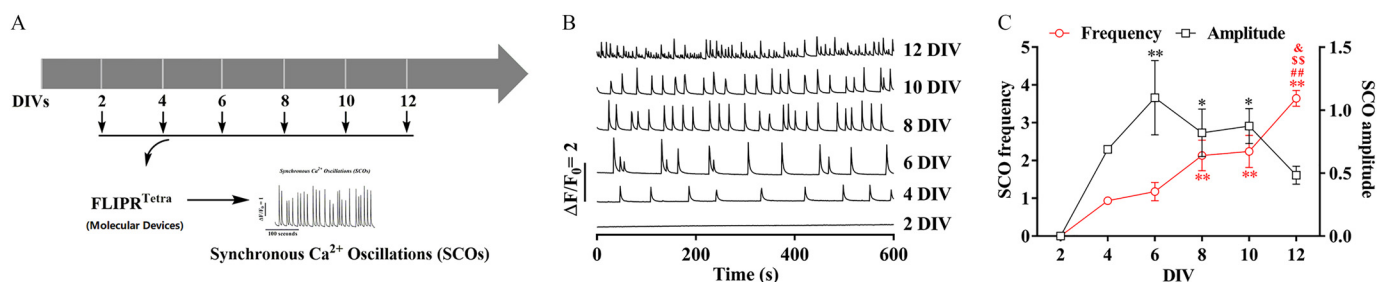 A
DIVs
2 4 6 8 10 12
FLIPR^Tetra
(Molecular Devices)
Synchronous Ca2+ Oscillations (SCOs)
ΔF/F0=1
100 seconds
Synchronous Ca²⁺ Oscillations (SCOs)
B
12 DIV
10 DIV
8 DIV
6 DIV
4 DIV
2 DIV
ΔF/F₀= 2
0 200 400 600
Time (s)
C
Frequency Amplitude
SCO frequency
5
4
3
2
1
0
**
*
*
**
**
&
$$
##
**
1.5
1.0
0.5
0.0
SCO amplitude
2 4 6 8 10 12
DIV